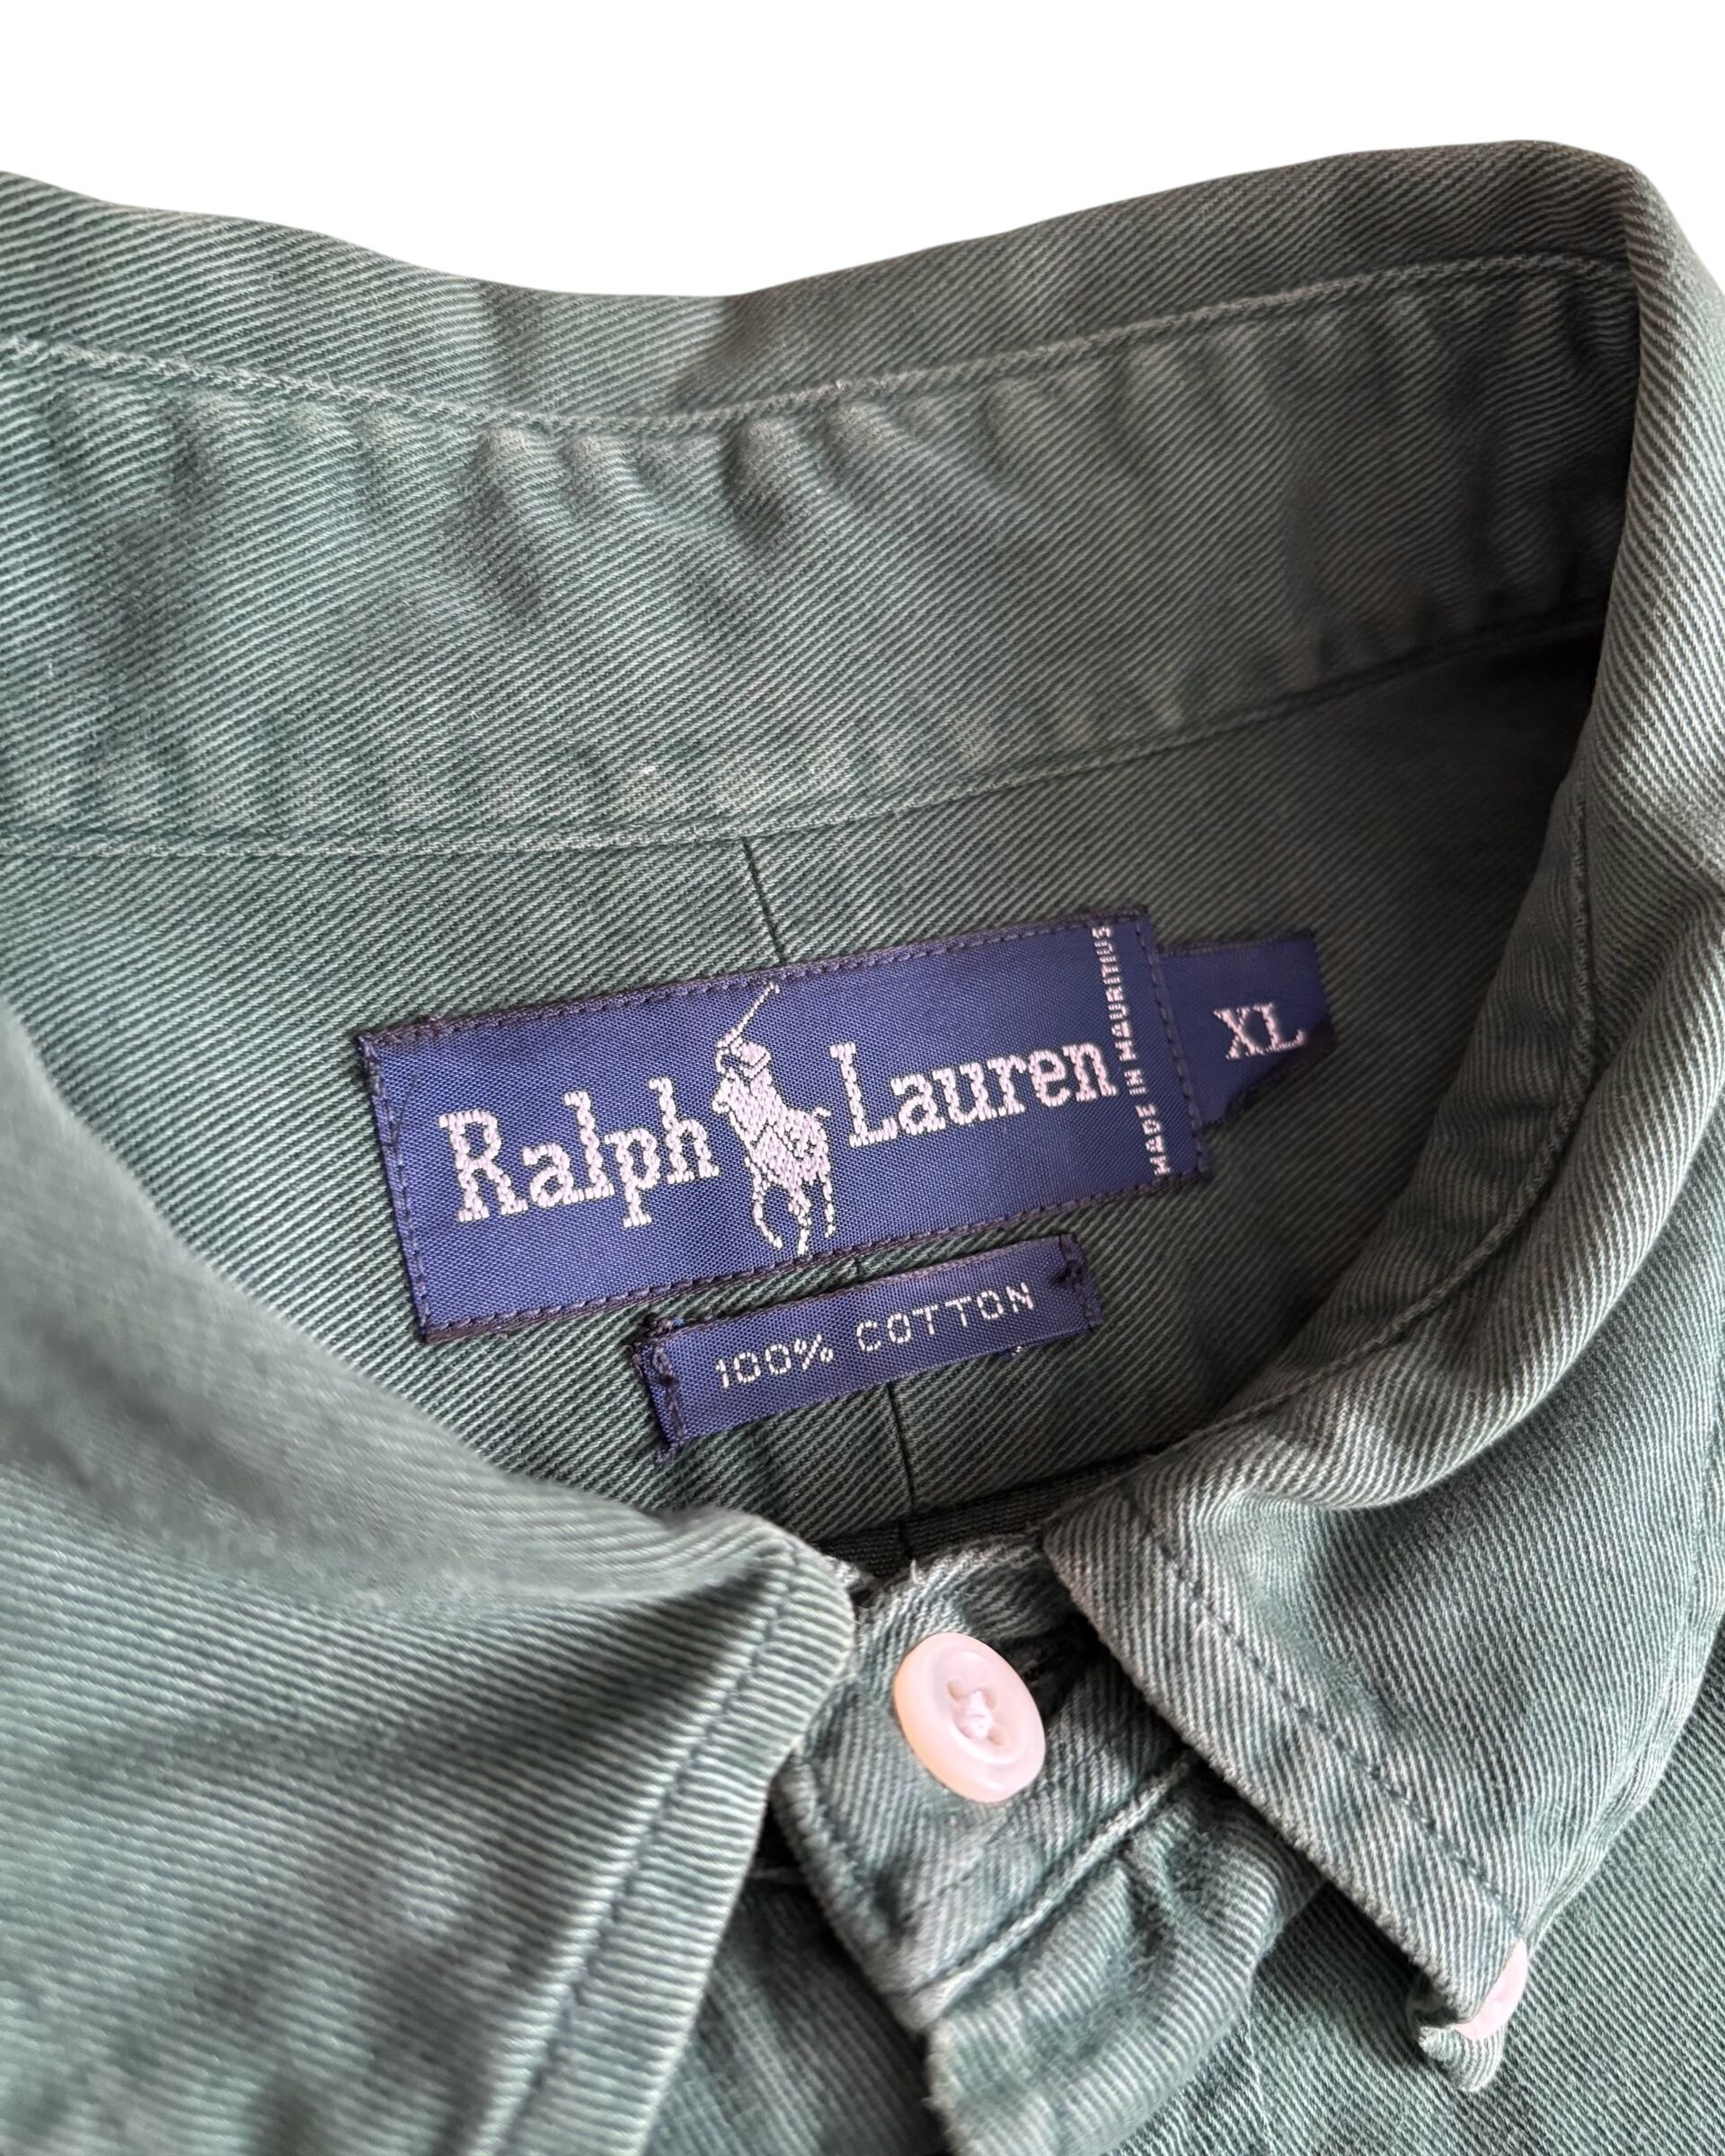 Ralph Lauren
MADE IN MAURITIUS
XL
100% COTTON